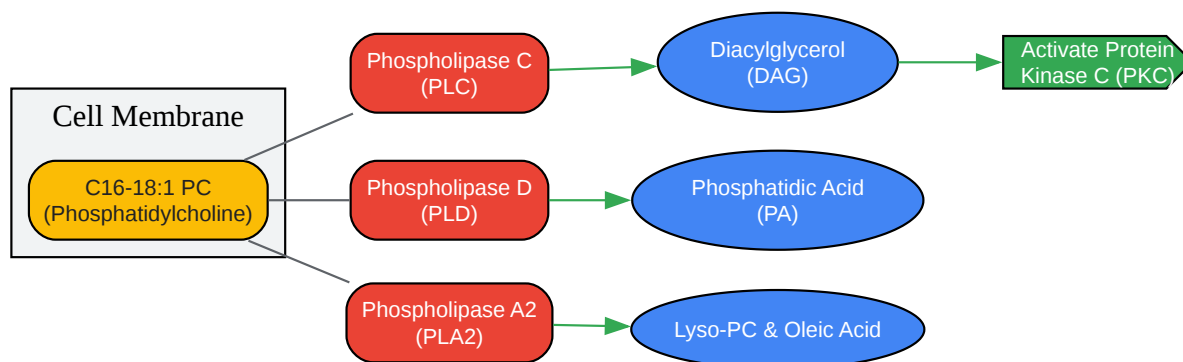 Cell Membrane
C16-18:1 PC
(Phosphatidylcholine)
Phospholipase C
(PLC)
Diacylglycerol
(DAG)
Activate Protein
Kinase C (PKC)
Phospholipase D
(PLD)
Phosphatidic Acid
(PA)
Phospholipase A2
(PLA2)
Lyso-PC & Oleic Acid